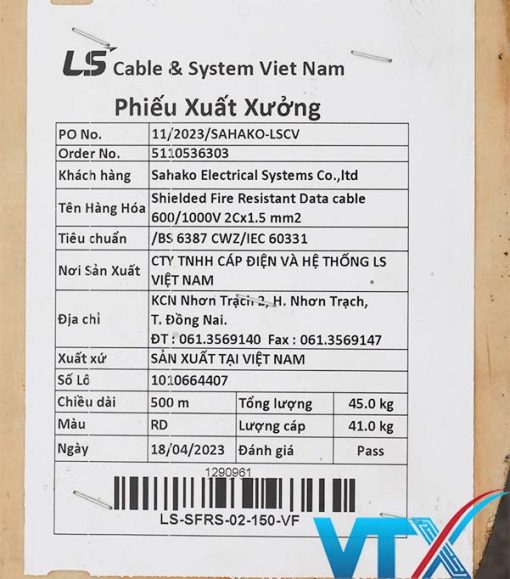 LS Cable & System Viet Nam
Phiếu Xuất Xưởng
PO No. 11/2023/SAHAKO-LSCV
Order No. 5110536303
Khách hàng Sahako Electrical Systems Co.,ltd
Tên Hàng Hóa Shielded Fire Resistant Data cable
600/1000V 2Cx1.5 mm2
Tiêu chuẩn /BS 6387 CWZ/IEC 60331
Nơi Sản Xuất CTY TNHH CÁP ĐIỆN VÀ HỆ THỐNG LS
VIỆT NAM
Địa chỉ KCN Nhơn Trạch 2, H. Nhơn Trạch,
T. Đồng Nai.
ĐT : 061.3569140 Fax : 061.3569147
Xuất xứ SẢN XUẤT TẠI VIỆT NAM
Số Lô 1010664407
Chiều dài 500 m Tổng lượng 45.0 kg
Màu RD Lượng cáp 41.0 kg
Ngày 18/04/2023 Đánh giá Pass
1290961
LS-SFRS-02-150-VF
VTX